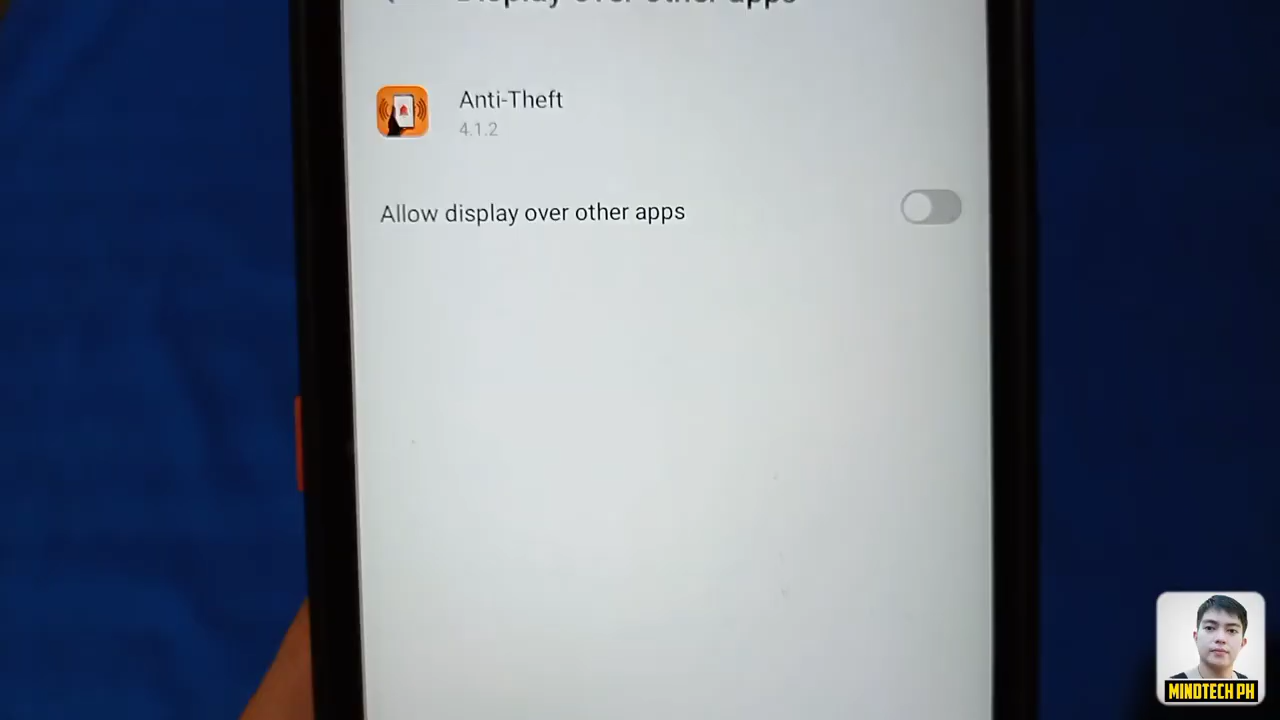 Display over other apps
Anti-Theft
4.1.2
Allow display over other apps
MINDTECH PH